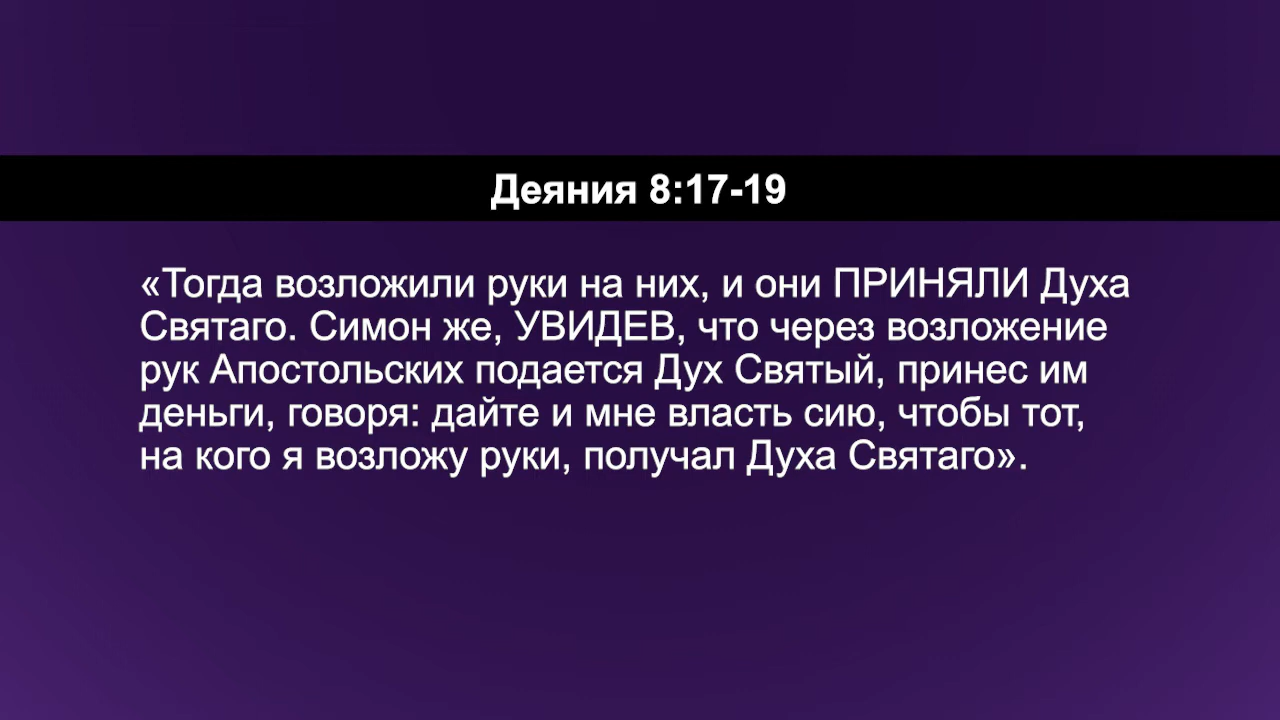 Деяния 8:17-19
«Тогда возложили руки на них, и они ПРИНЯЛИ Духа
Святаго. Симон же, УВИДЕВ, что через возложение
рук Апостольских подается Дух Святый, принес им
деньги, говоря: дайте и мне власть сию, чтобы тот,
на кого я возложу руки, получал Духа Святаго».